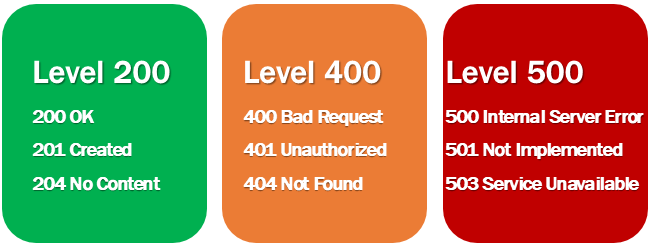 Level 200
200 OK
201 Created
204 No Content
Level 400
400 Bad Request
401 Unauthorized
404 Not Found
Level 500
500 Internal Server Error
501 Not Implemented
503 Service Unavailable